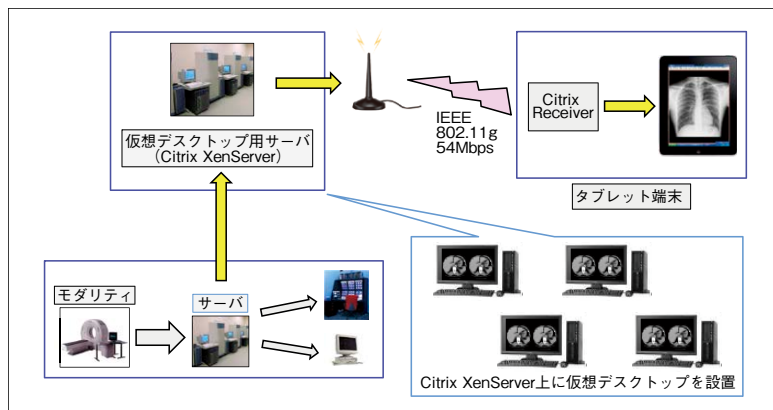 仮想デスクトップ用サーバ
（Citrix XenServer）
IEEE
802.11g
54Mbps
Citrix
Receiver
タブレット端末
モダリティ
サーバ
Citrix XenServer上に仮想デスクトップを設置